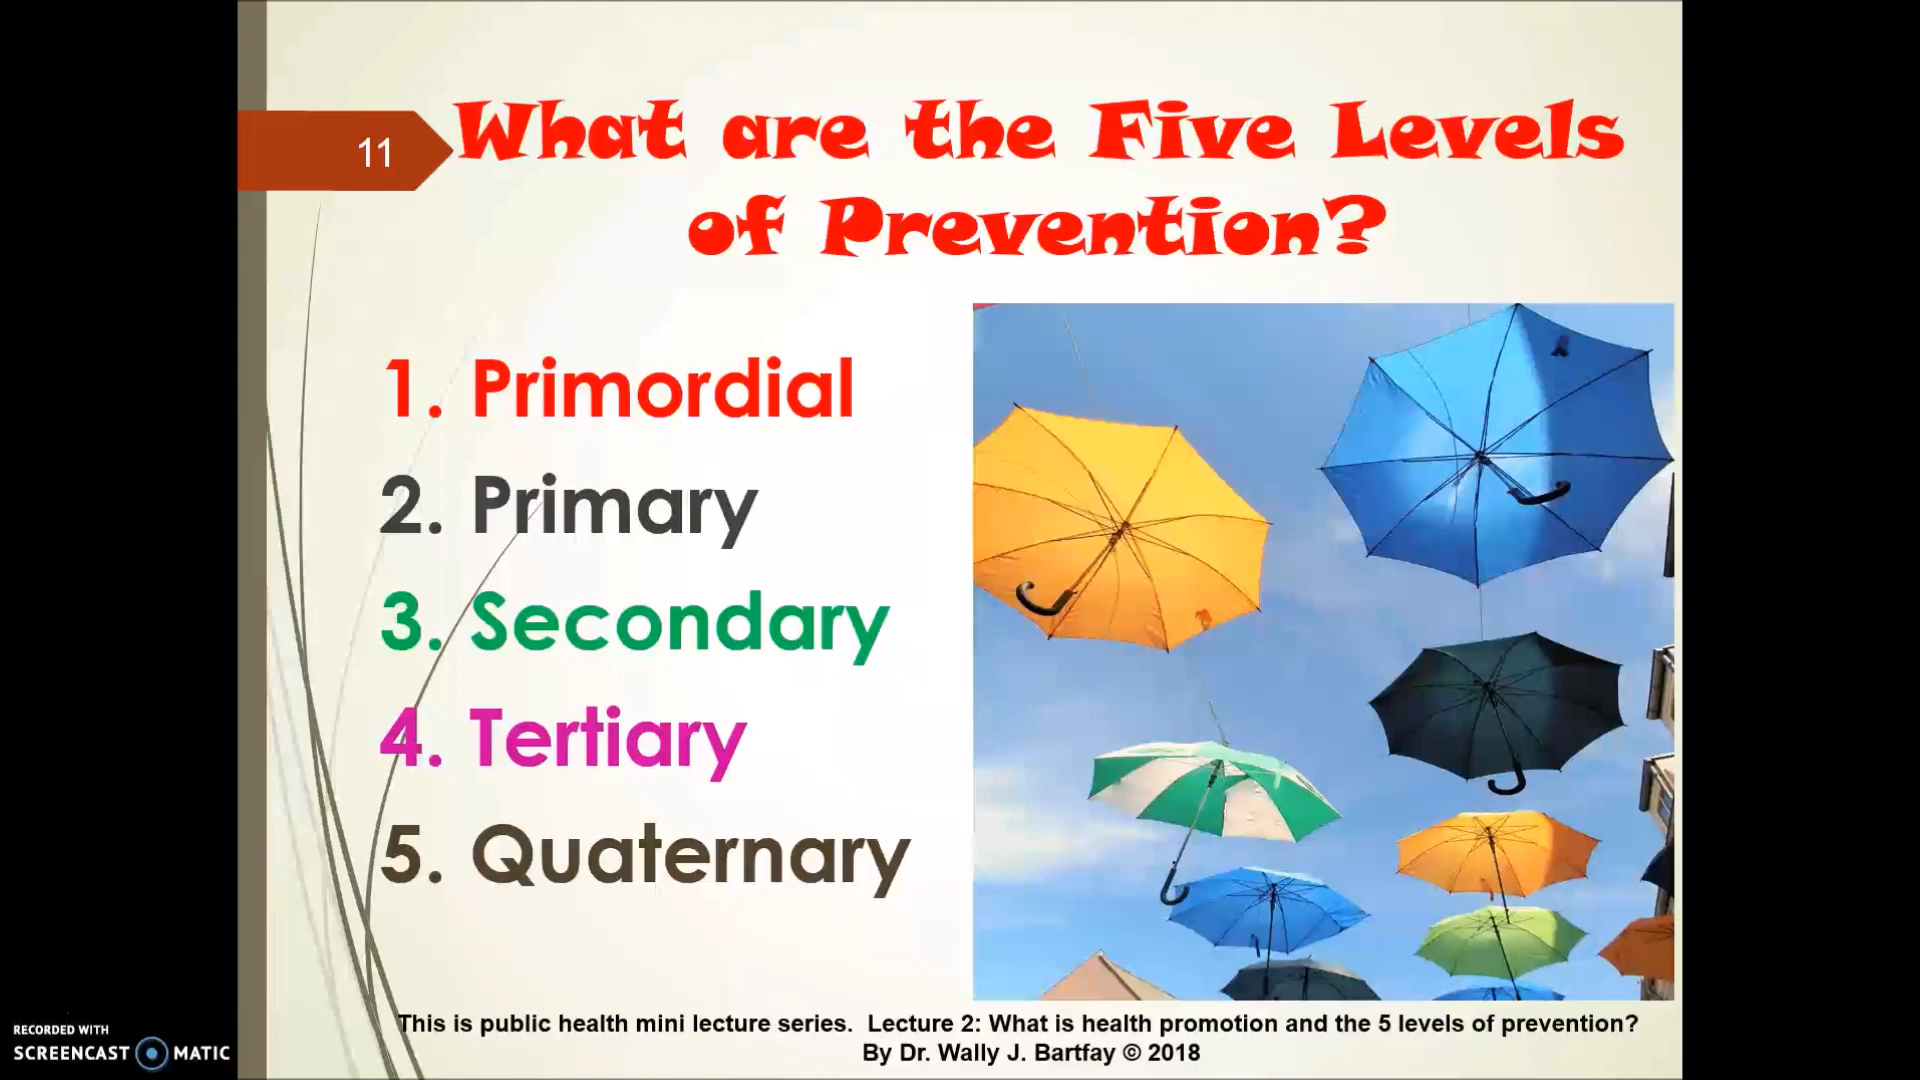 11
What are the Five Levels
of Prevention?
1. Primordial
2. Primary
3. Secondary
4. Tertiary
5. Quaternary
This is public health mini lecture series.  Lecture 2: What is health promotion and the 5 levels of prevention?
By Dr. Wally J. Bartfay © 2018
RECORDED WITH
SCREENCAST MATIC